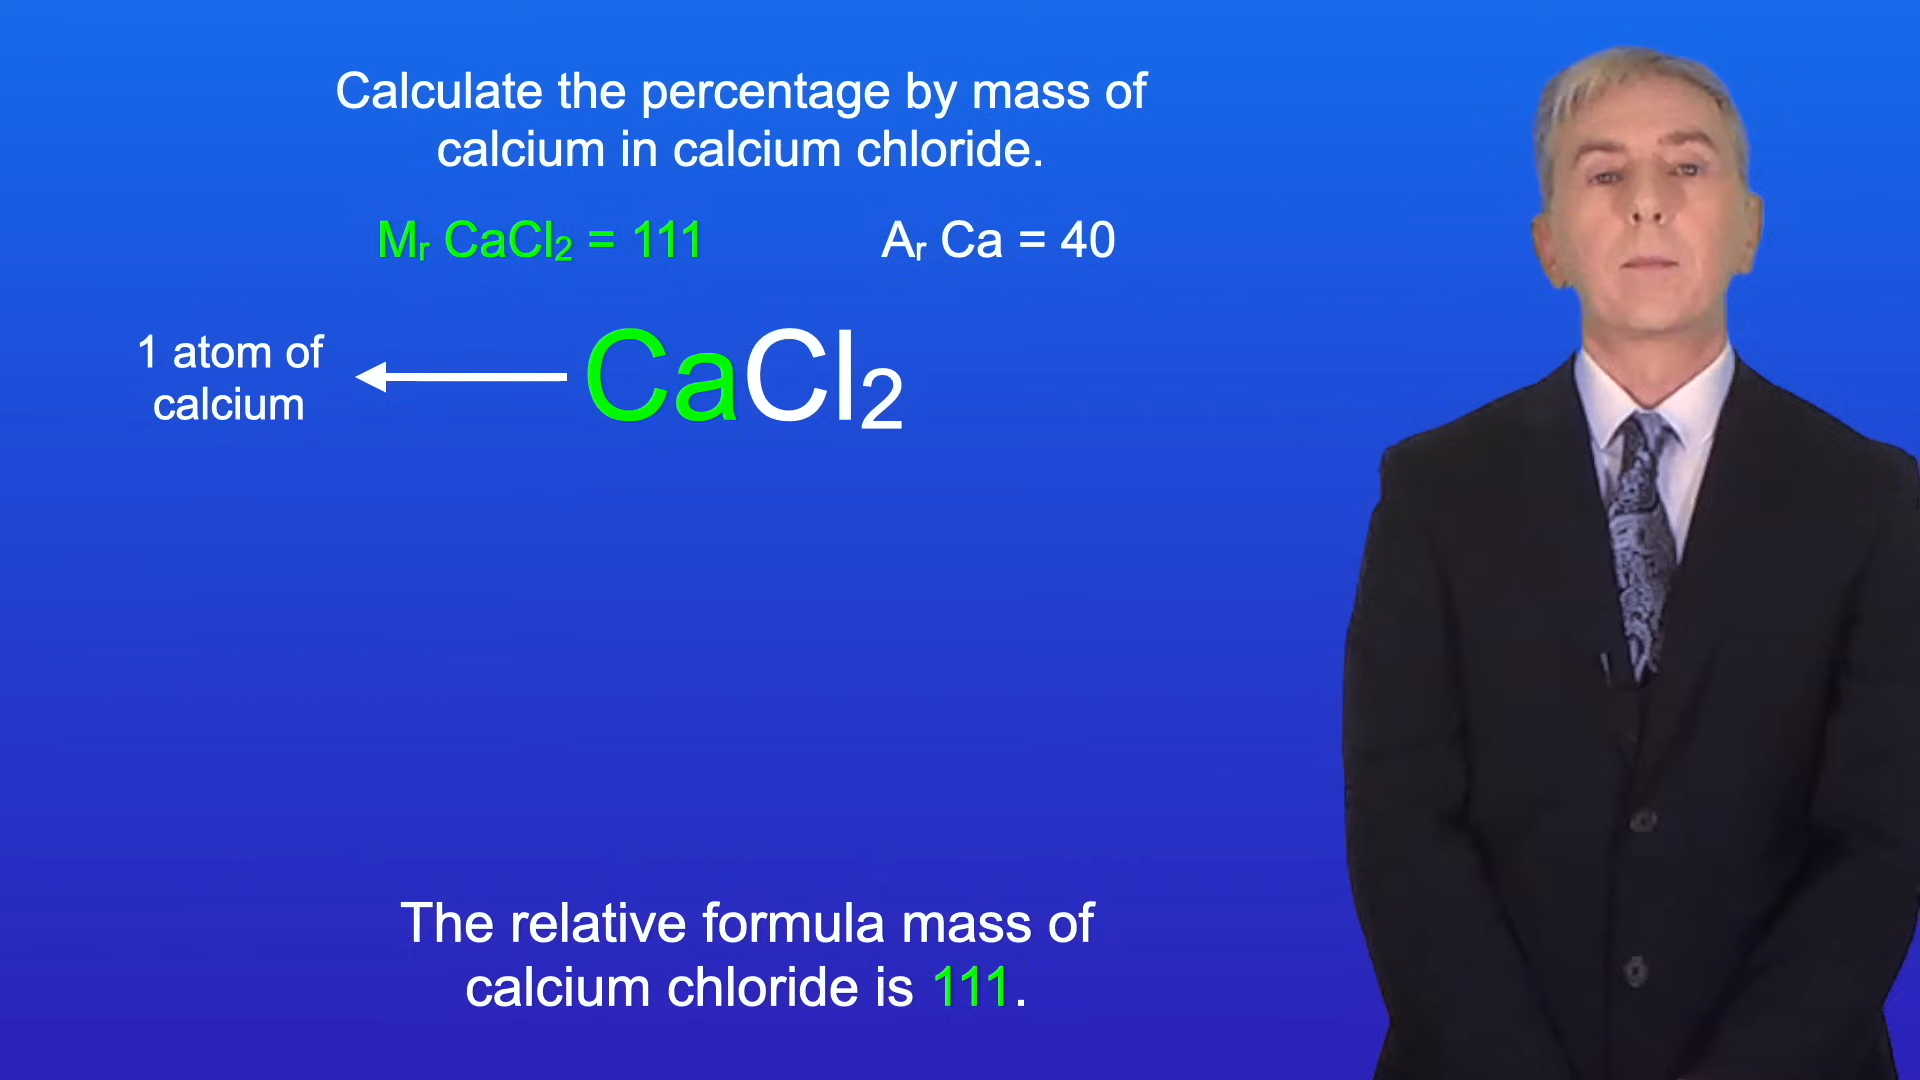 Calculate the percentage by mass of
calcium in calcium chloride.
Mᵣ CaCl₂ = 111
Aᵣ Ca = 40
1 atom of
calcium
CaCl₂
The relative formula mass of
calcium chloride is 111.